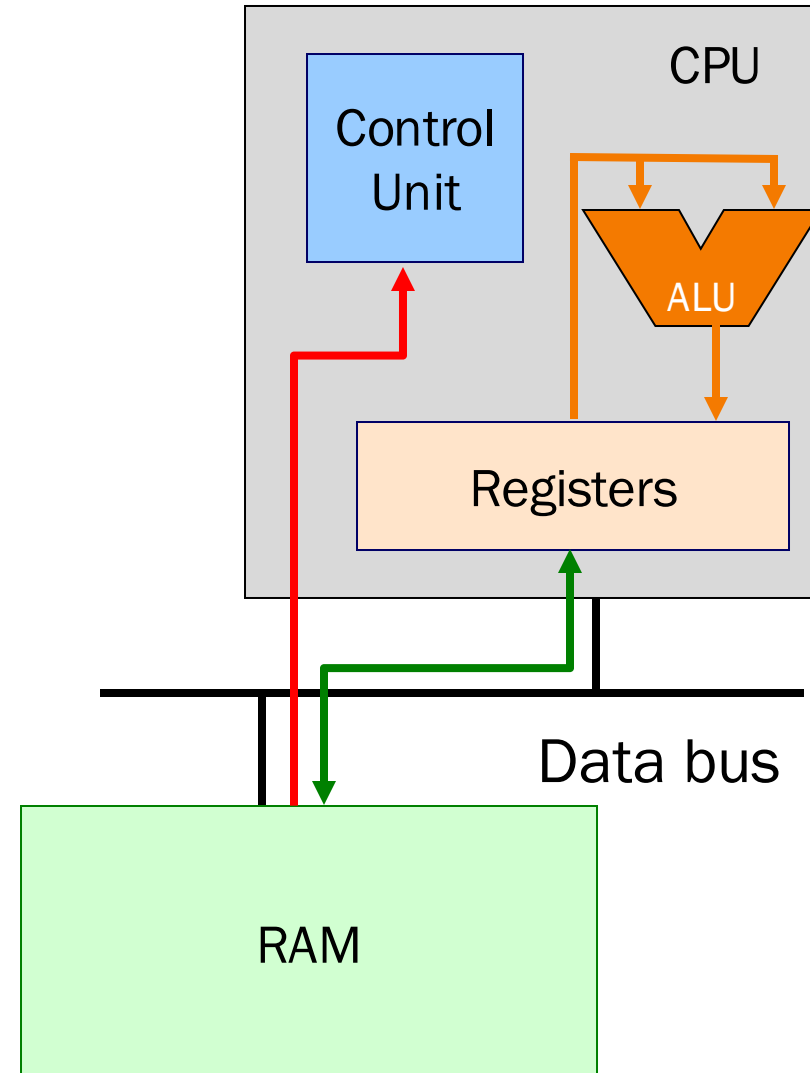 CPU
Control
Unit
ALU
Registers
Data bus
RAM